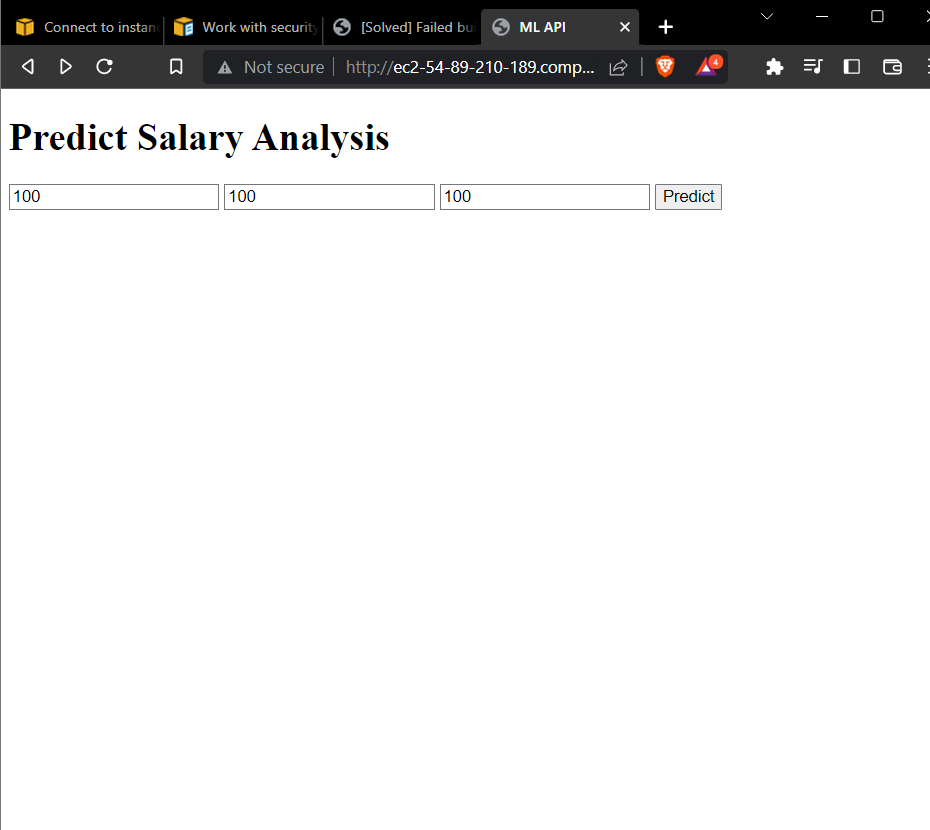 Connect to instan
Work with security
[Solved] Failed bu
ML API
Not secure
http://ec2-54-89-210-189.comp...
4
Predict Salary Analysis
100
100
100
Predict